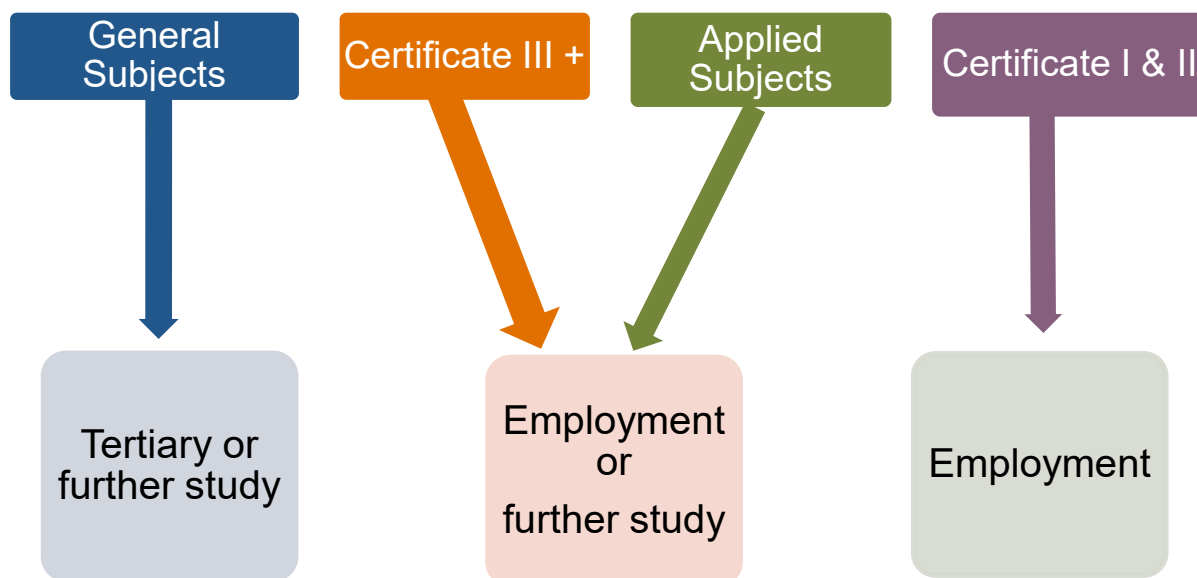 General
Subjects
Certificate III +
Applied
Subjects
Certificate I & II
Tertiary or
further study
Employment
or
further study
Employment